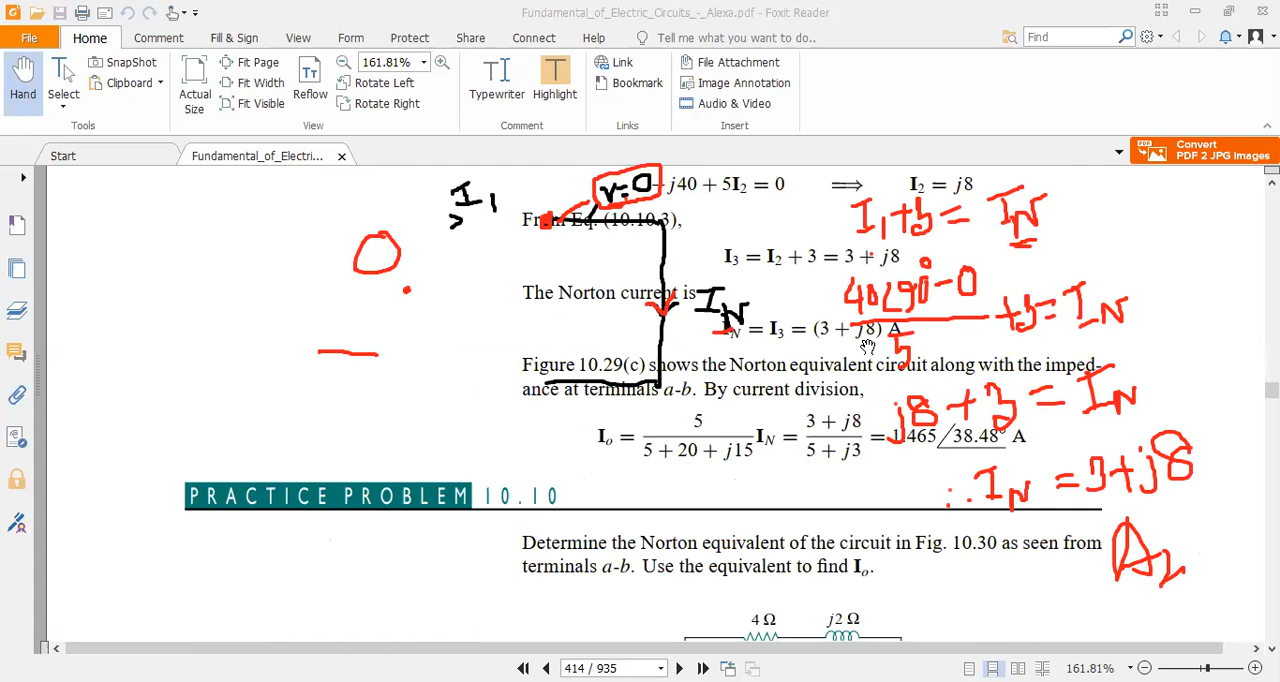 Fundamental_of_Electric_Circuits_-_Alexa.pdf - Foxit Reader
File Home Comment Fill & Sign View Form Protect Share Connect Help Tell me what you want to do.. Find
Hand Select SnapShot Clipboard Actual Size Fit Page Fit Width Fit Visible Reflow 161.81% Rotate Left Rotate Right Typewriter Highlight Link Bookmark File Attachment Image Annotation Audio & Video
Tools View Comment Links Insert
Start Fundamental_of_Electri... Convert PDF 2 JPG Images
I₁
>
V=0
j40 + 5I₂ = 0 ⟹ I₂ = j8
From Eq. (10.10.3),
I₁+3 = I_N
I₃ = I₂ + 3 = 3 + j8
The Norton current is
I_N
I_N = I₃ = (3 + j8) A
+3 = I_N
5
Figure 10.29(c) shows the Norton equivalent circuit along with the imped-
ance at terminals a-b. By current division,
j8 + 3 = I_N
I_o = 5 / (5 + 20 + j15) I_N = (3 + j8) / (5 + j3) = 1.465 ∠38.48° A
∴ I_N = 3+j8
PRACTICE PROBLEM 10.10
Determine the Norton equivalent of the circuit in Fig. 10.30 as seen from
terminals a-b. Use the equivalent to find I_o.
4 Ω j2 Ω
414 / 935 161.81%